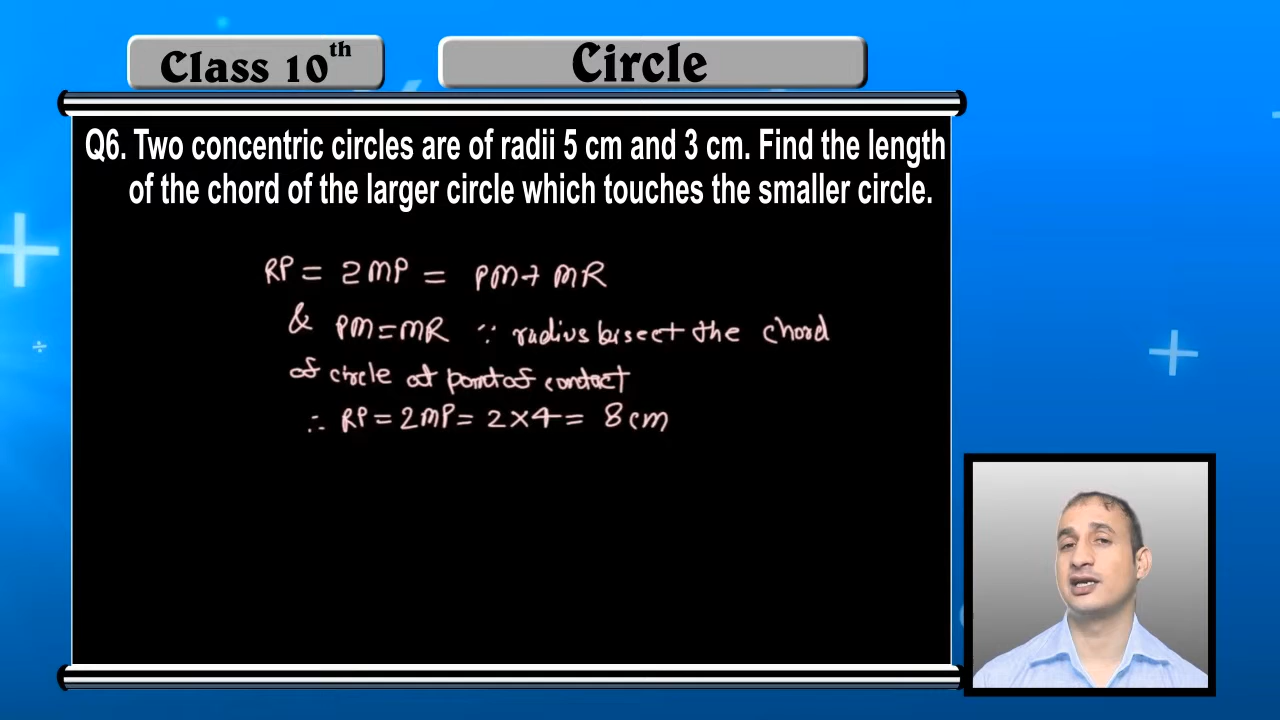 Class 10th
Circle
Q6. Two concentric circles are of radii 5 cm and 3 cm. Find the length
of the chord of the larger circle which touches the smaller circle.
RP = 2MP = PM + MR
& PM = MR ∵ radius bisect the chord
of circle at point of contact
∴ RP = 2MP = 2×4 = 8cm